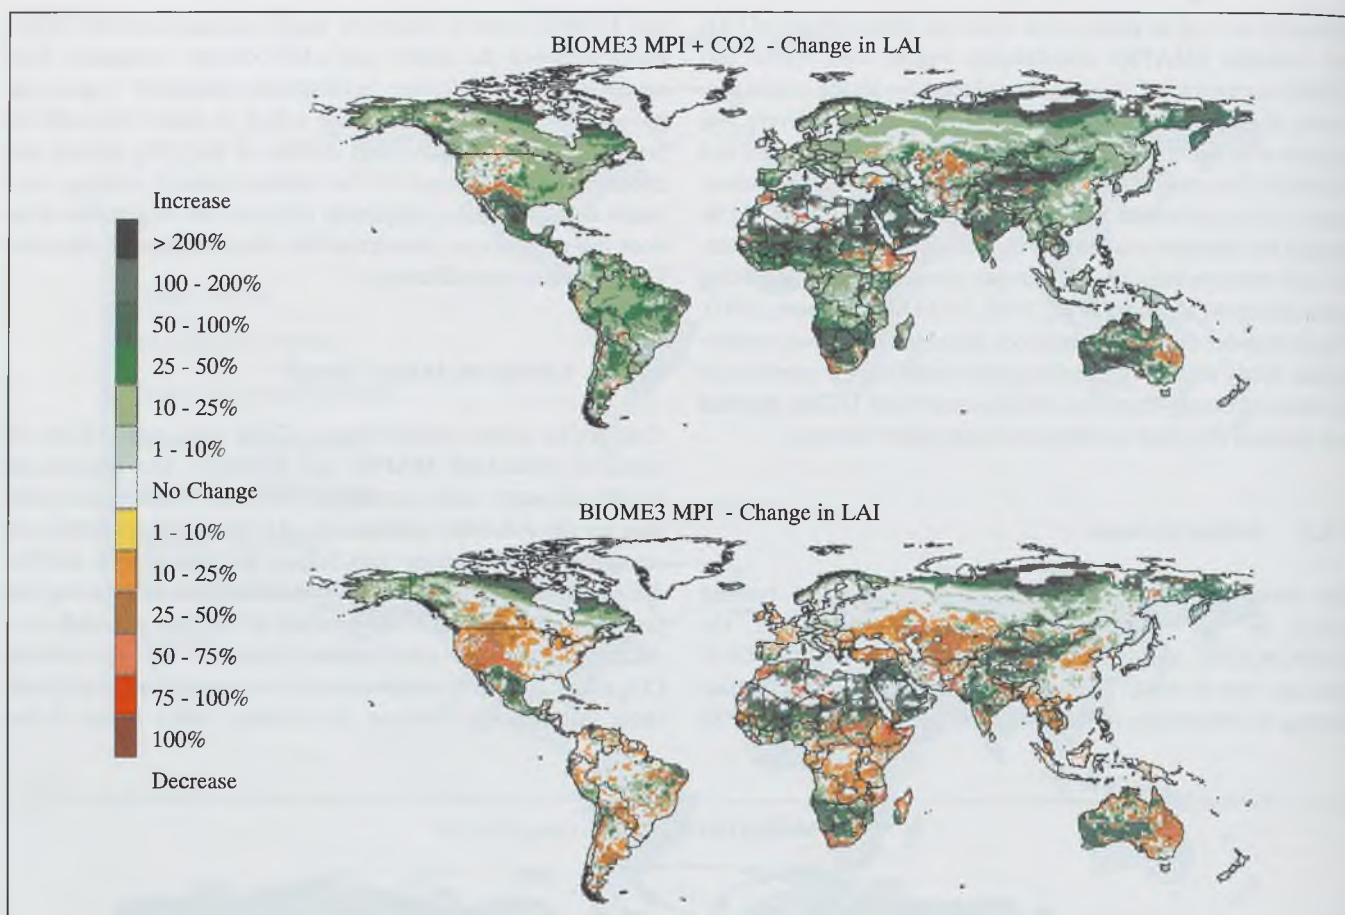 BIOME3 MPI + CO2 - Change in LAI
Increase
> 200%
100 - 200%
50 - 100%
25 - 50%
10 - 25%
1 - 10%
No Change
1 - 10%
10 - 25%
25 - 50%
50 - 75%
75 - 100%
100%
Decrease
BIOME3 MPI - Change in LAI